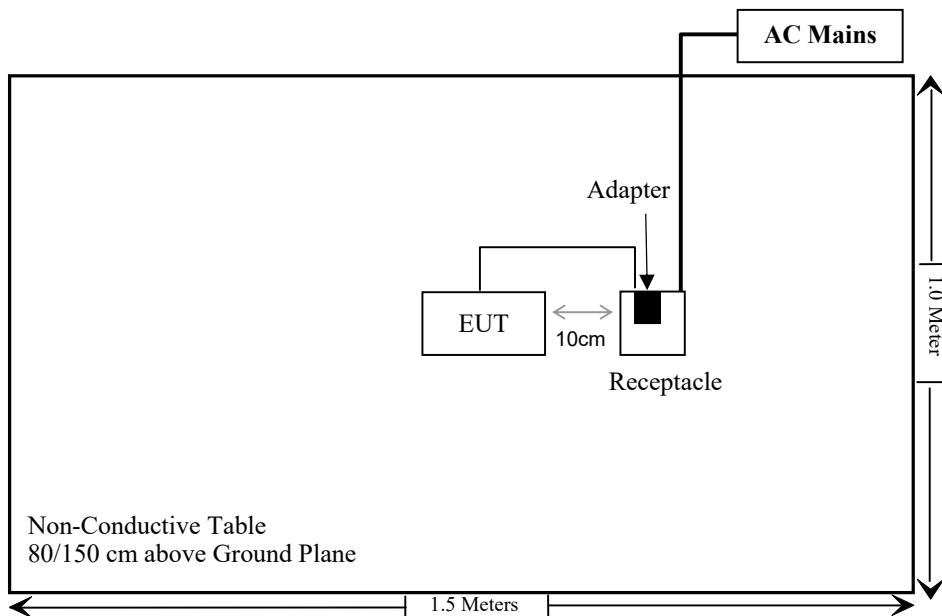 AC Mains
Adapter
EUT
10cm
Receptacle
1.0 Meter
Non-Conductive Table
80/150 cm above Ground Plane
1.5 Meters